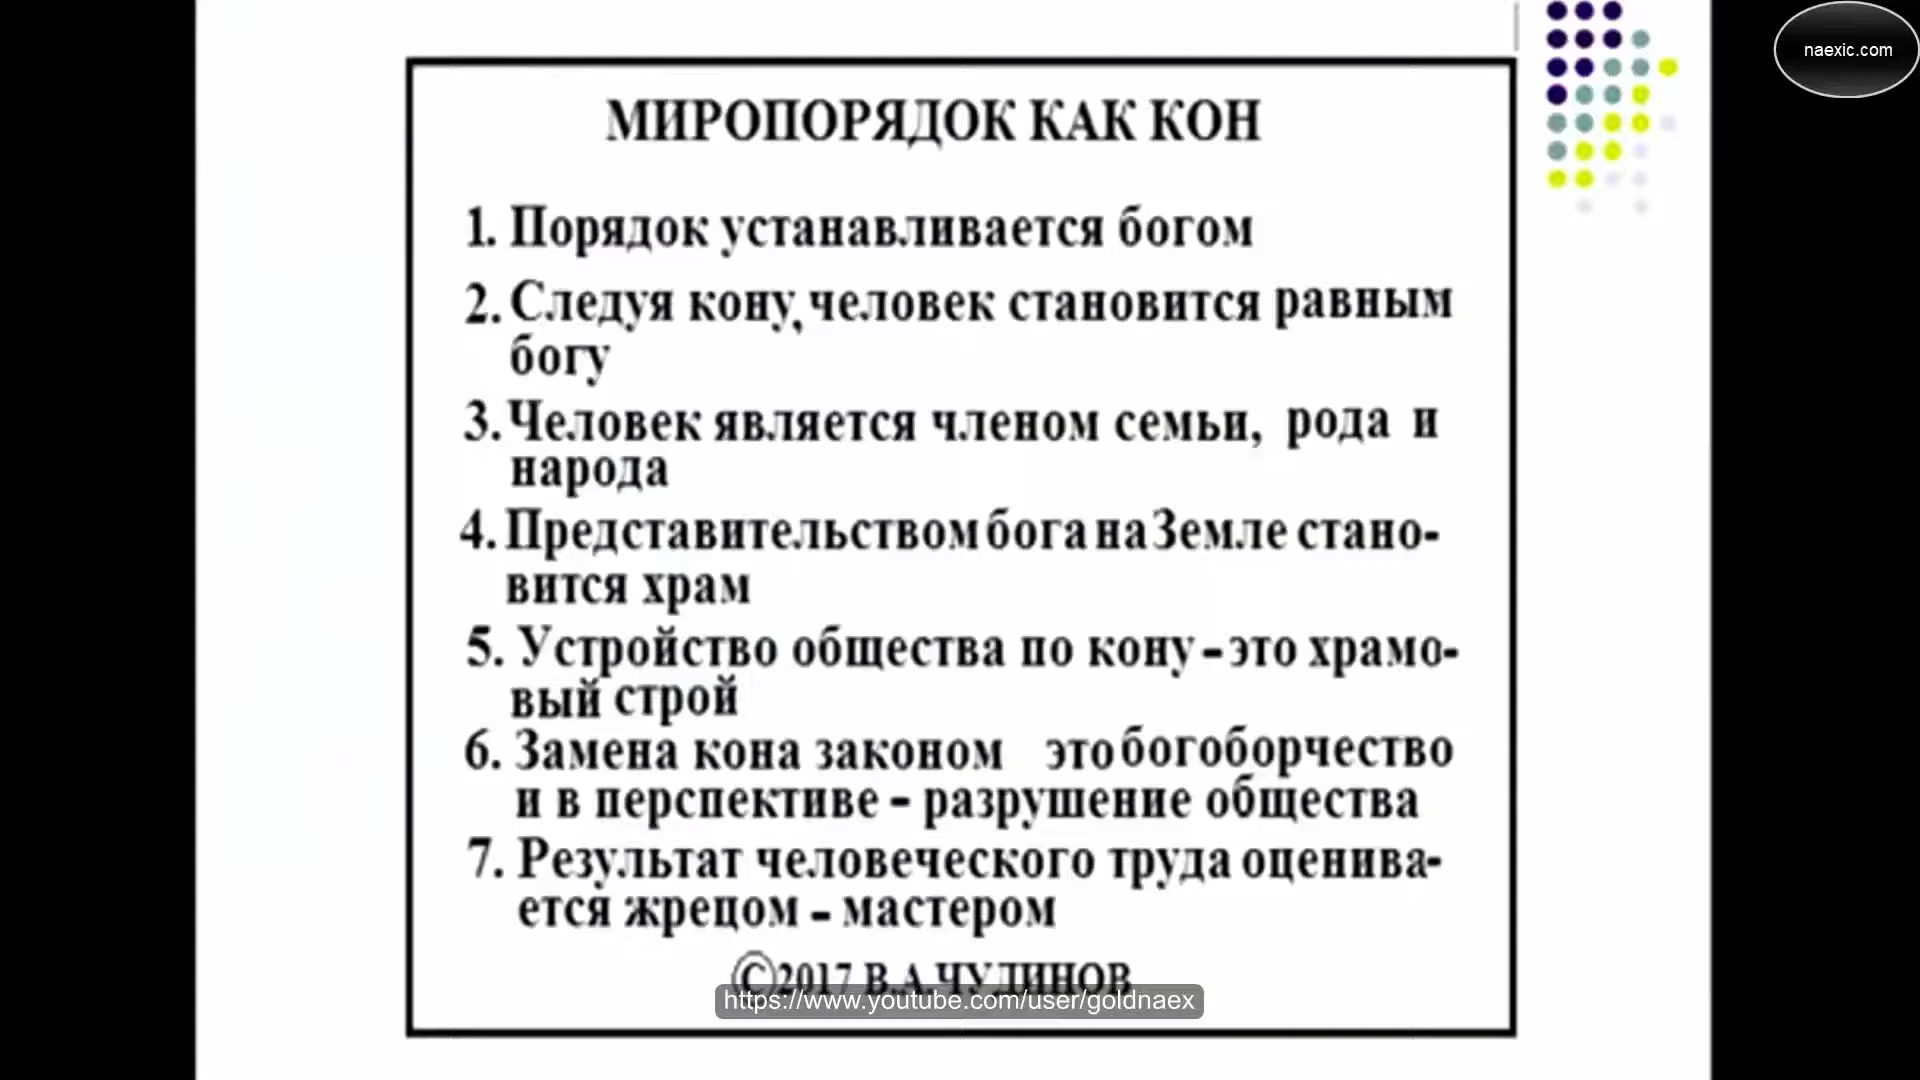 naexic.com
МИРОПОРЯДОК КАК КОН
1. Порядок устанавливается богом
2. Следуя кону, человек становится равным
богу
3. Человек является членом семьи, рода и
народа
4. Представительством бога на Земле стано-
вится храм
5. Устройство общества по кону - это храмо-
вый строй
6. Замена кона законом это богоборчество
и в перспективе - разрушение общества
7. Результат человеческого труда оценива-
ется жрецом - мастером
©2017 В.А.ЧУДИНОВ
https://www.youtube.com/user/goldnaex